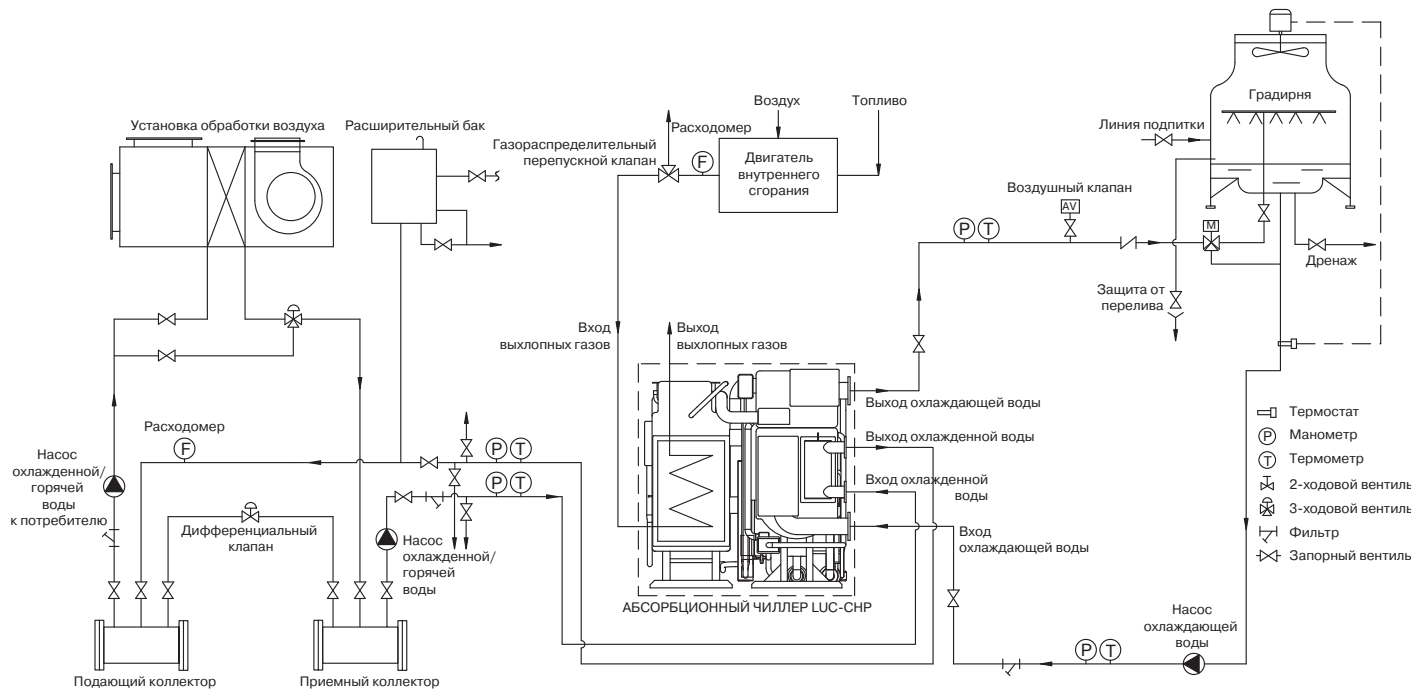 Установка обработки воздуха
Расширительный бак
Газораспределительный
перепускной клапан
Расходомер
F
Воздух
Топливо
Двигатель
внутреннего
сгорания
Градирня
Линия подпитки
Воздушный клапан
AV
P
T
M
Дренаж
Защита от
перелива
Вход
выхлопных газов
Выход
выхлопных газов
Выход охлаждающей воды
Выход охлажденной воды
Вход охлажденной
воды
Вход
охлаждающей воды
АБСОРБЦИОННЫЙ ЧИЛЛЕР LUC-CHP
Расходомер
F
P
T
P
T
Насос
охлажденной/
горячей
воды
к потребителю
Дифференциальный
клапан
Насос
охлажденной/
горячей
воды
Подающий коллектор
Приемный коллектор
Насос
охлаждающей
воды
P
T
Термостат
P
Манометр
T
Термометр
2-ходовой вентиль
3-ходовой вентиль
Фильтр
Запорный вентиль